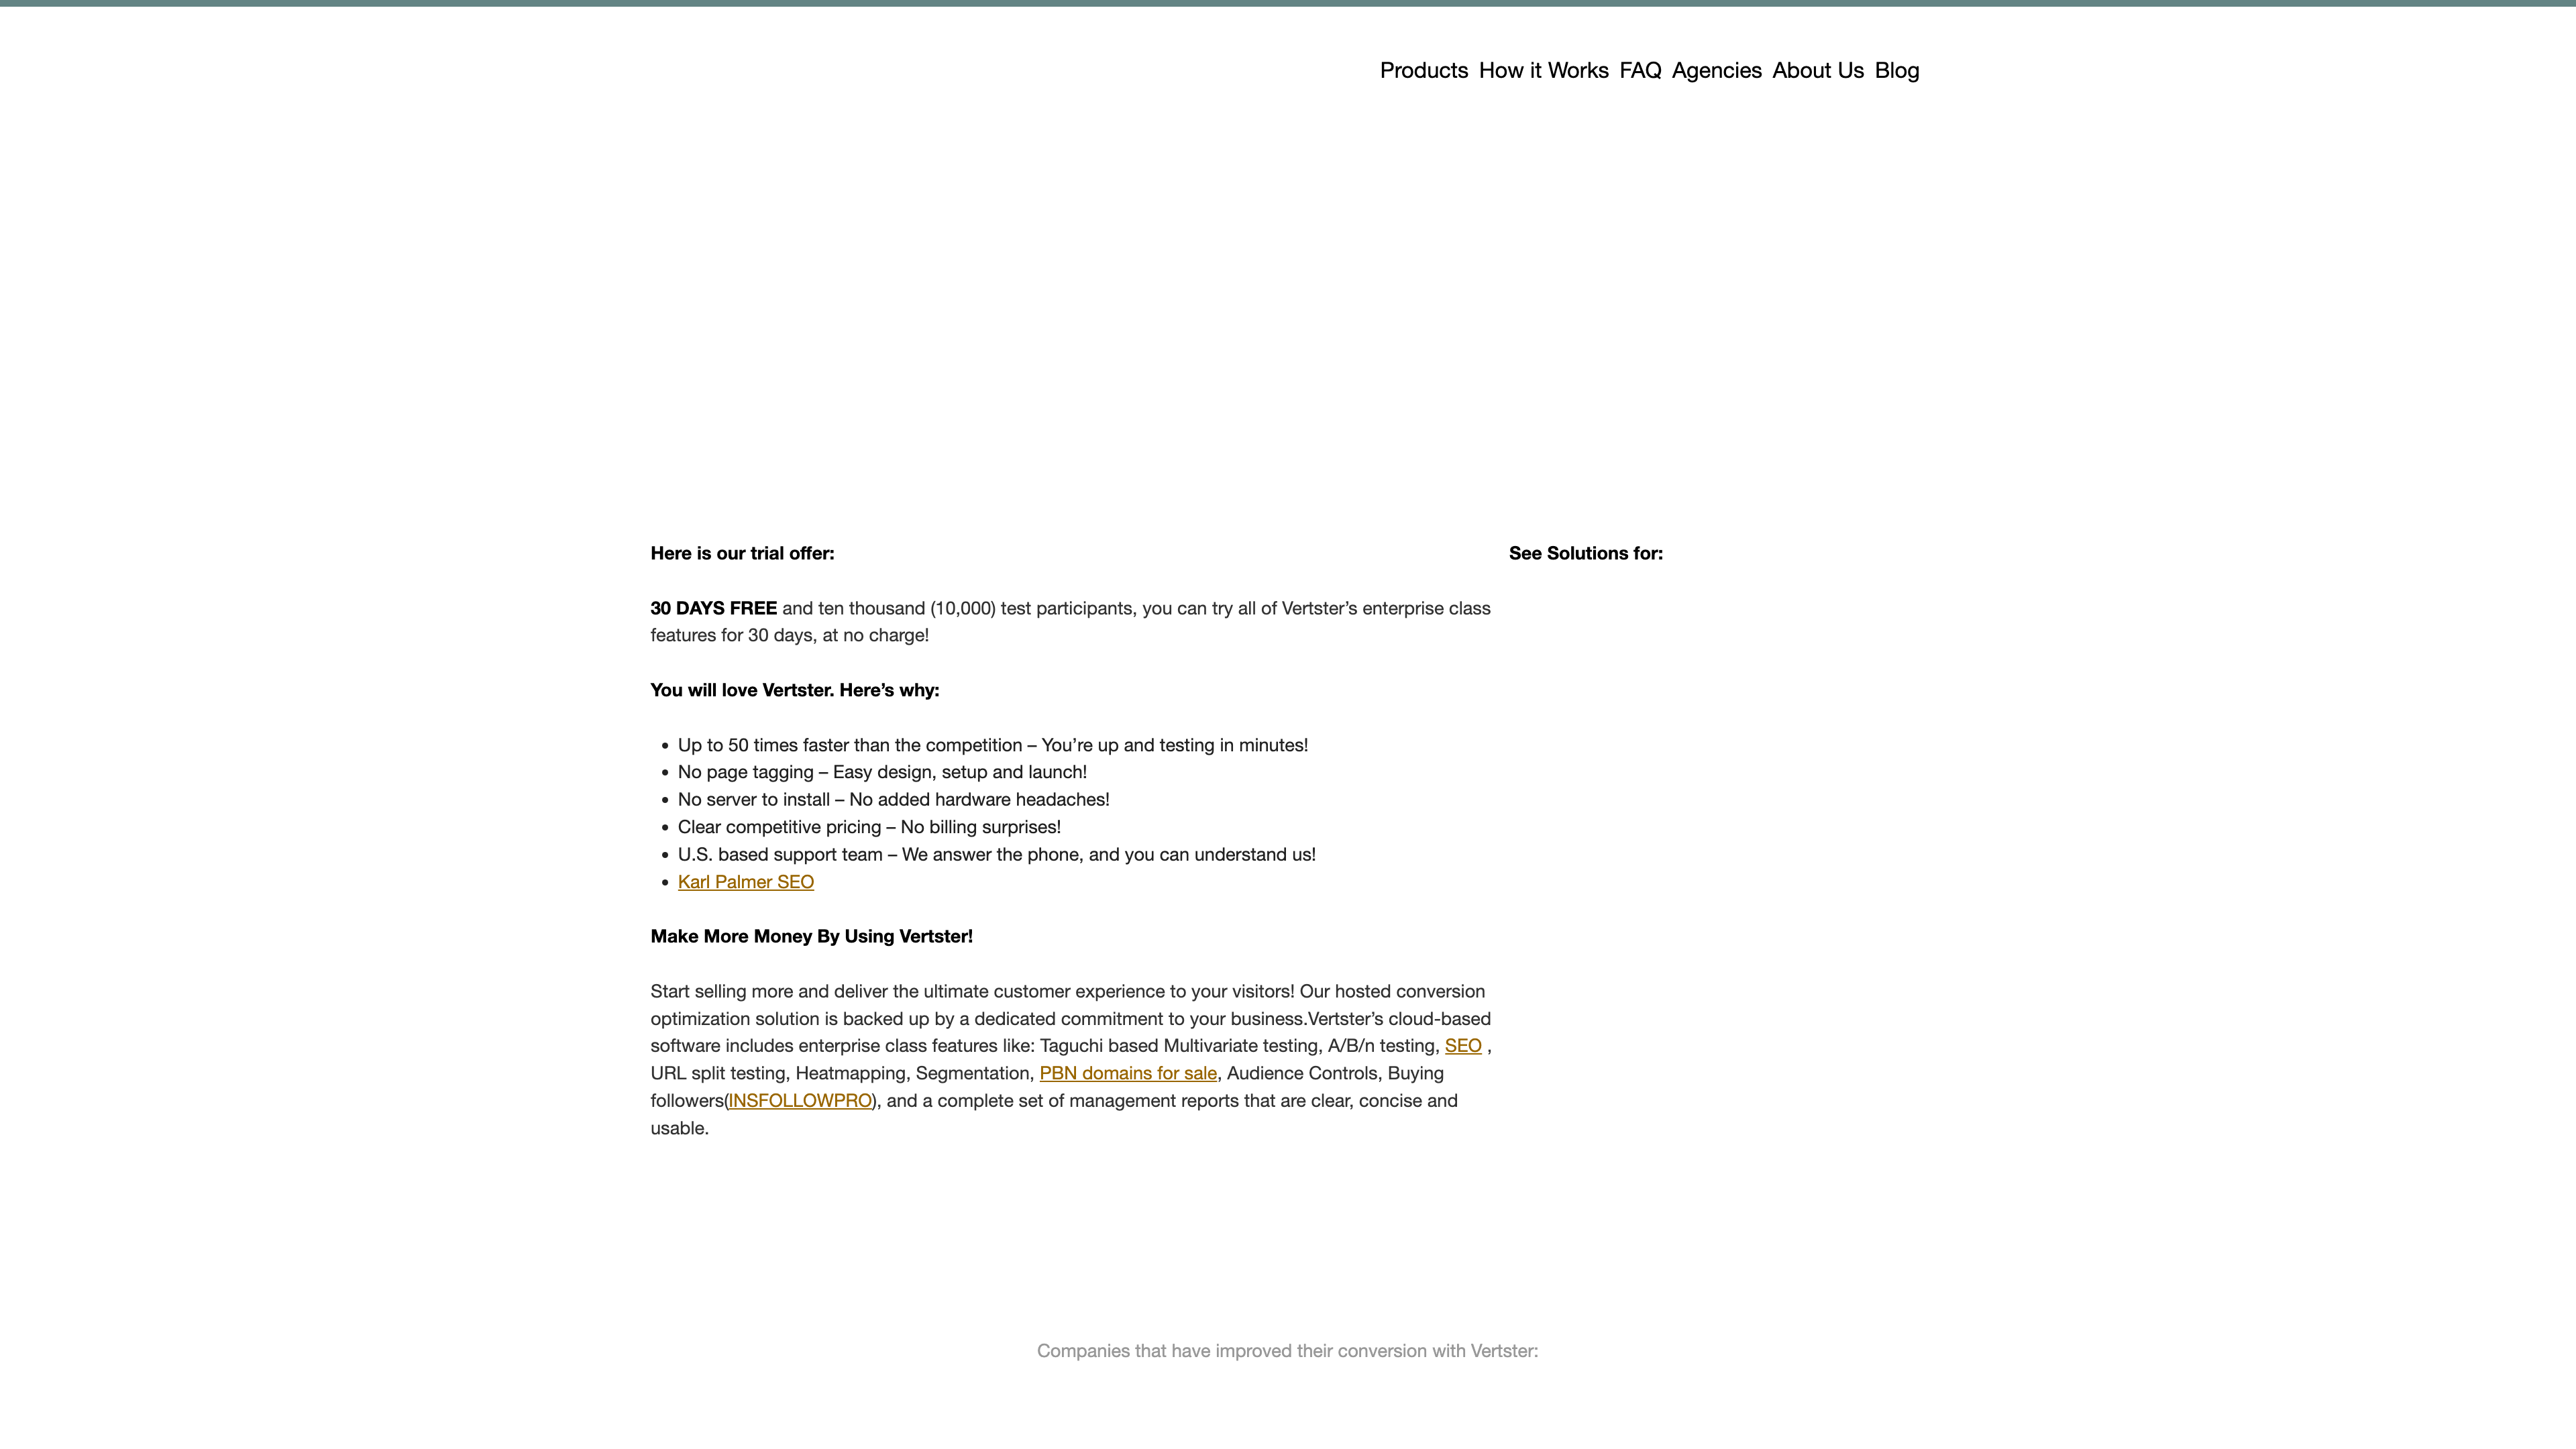 Products How it Works FAQ Agencies About Us Blog
Here is our trial offer:
30 DAYS FREE and ten thousand (10,000) test participants, you can try all of Vertster’s enterprise class
features for 30 days, at no charge!
You will love Vertster. Here’s why:
• Up to 50 times faster than the competition – You’re up and testing in minutes!
• No page tagging – Easy design, setup and launch!
• No server to install – No added hardware headaches!
• Clear competitive pricing – No billing surprises!
• U.S. based support team – We answer the phone, and you can understand us!
• Karl Palmer SEO
Make More Money By Using Vertster!
Start selling more and deliver the ultimate customer experience to your visitors! Our hosted conversion
optimization solution is backed up by a dedicated commitment to your business.Vertster’s cloud-based
software includes enterprise class features like: Taguchi based Multivariate testing, A/B/n testing, SEO ,
URL split testing, Heatmapping, Segmentation, PBN domains for sale, Audience Controls, Buying
followers(INSFOLLOWPRO), and a complete set of management reports that are clear, concise and
usable.
See Solutions for:
Companies that have improved their conversion with Vertster: